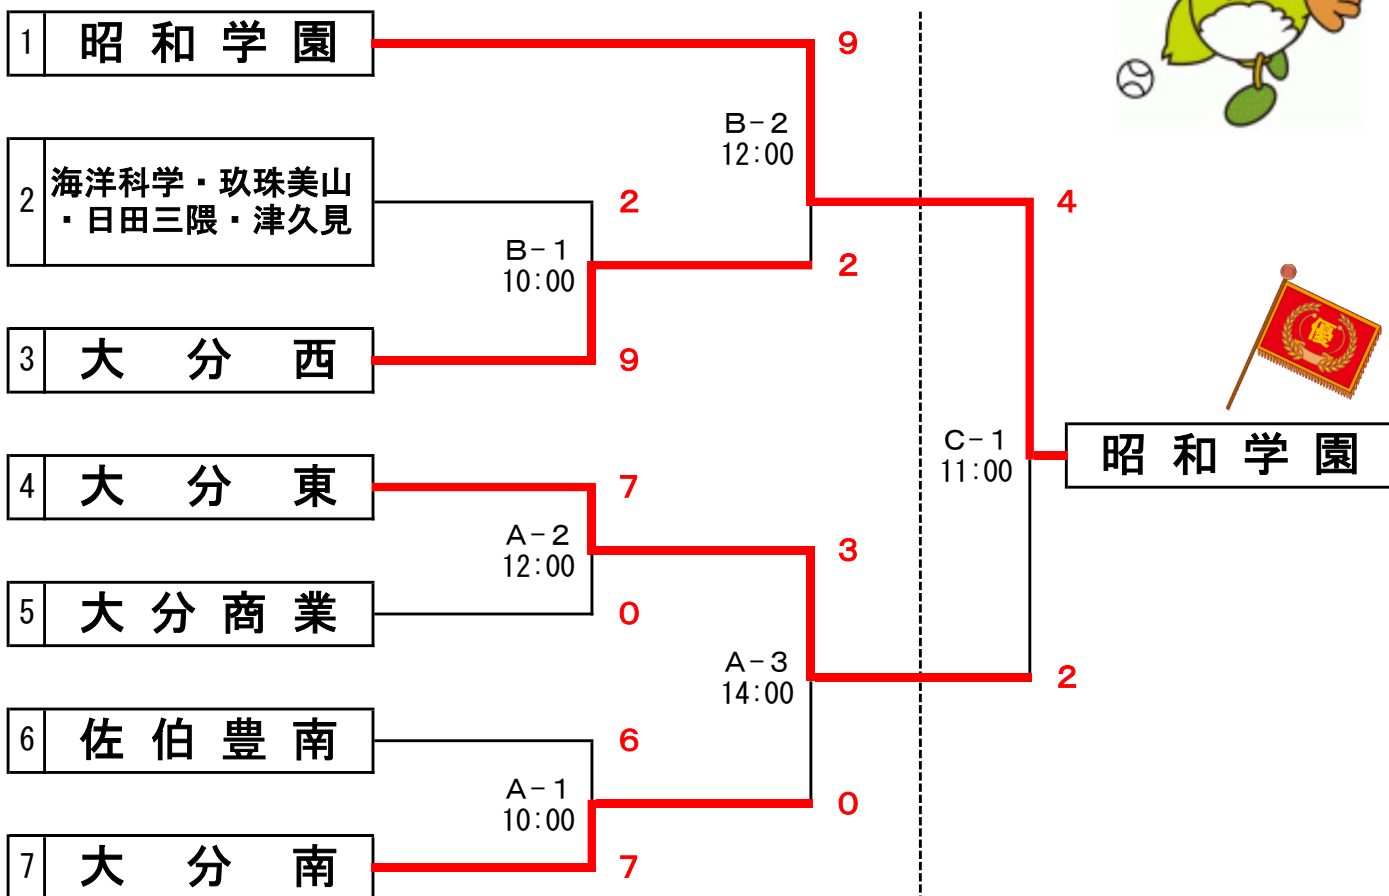 1 昭和学園
9
B-2
12:00
2 海洋科学・玖珠美山
・日田三隈・津久見
2
4
B-1
10:00
2
3 大分西
9
優
4 大分東
7
C-1
11:00
昭和学園
A-2
12:00
3
5 大分商業
0
A-3
14:00
2
6 佐伯豊南
6
A-1
10:00
0
7 大分南
7